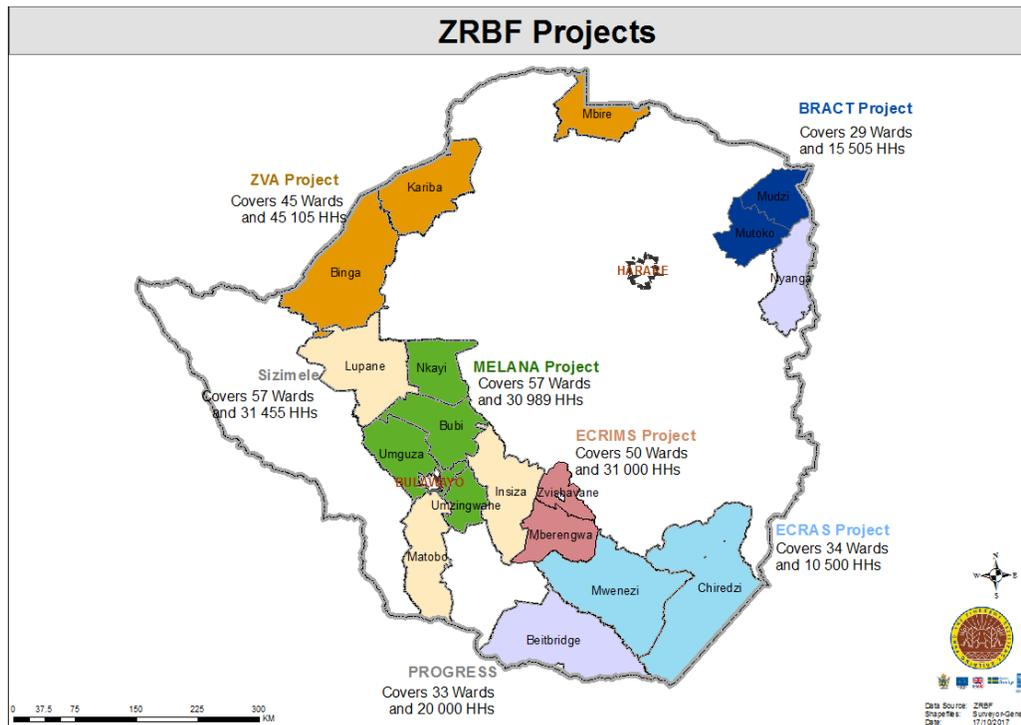 ZRBF Projects
BRACT Project
Covers 29 Wards
and 15 505 HHs
Mbire
ZVA Project
Covers 45 Wards
and 45 105 HHs
Kariba
Mudzi
Mutoko
Binga
HARARE
Nyanga
Lupane
Nkayi
MELANA Project
Covers 57 Wards
and 30 989 HHs
Sizimele
Covers 57 Wards
and 31 455 HHs
Bubi
Umguza
ECRIMS Project
Covers 50 Wards
and 31 000 HHs
BULAWAYO
Insiza
Zvishavane
Umzingwane
Mberengwa
ECRAS Project
Covers 34 Wards
and 10 500 HHs
Matobo
Mwenezi
Chiredzi
Beitbridge
PROGRESS
Covers 33 Wards
and 20 000 HHs
N
W E
S
0 37.5 75 150 225 300
KM
Data Source: ZRBF
Shapefiles: Surveyor-Gene
Date: 17/10/2017